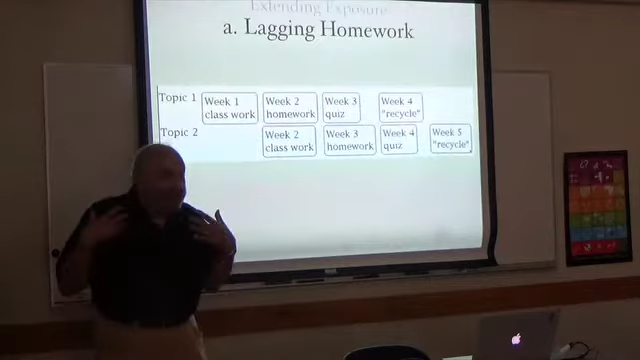 Extending Exposure
a. Lagging Homework
Topic 1 Week 1 Week 2 Week 3 Week 4
class work homework quiz "recycle"
Topic 2 Week 2 Week 3 Week 4 Week 5
class work homework quiz "recycle"